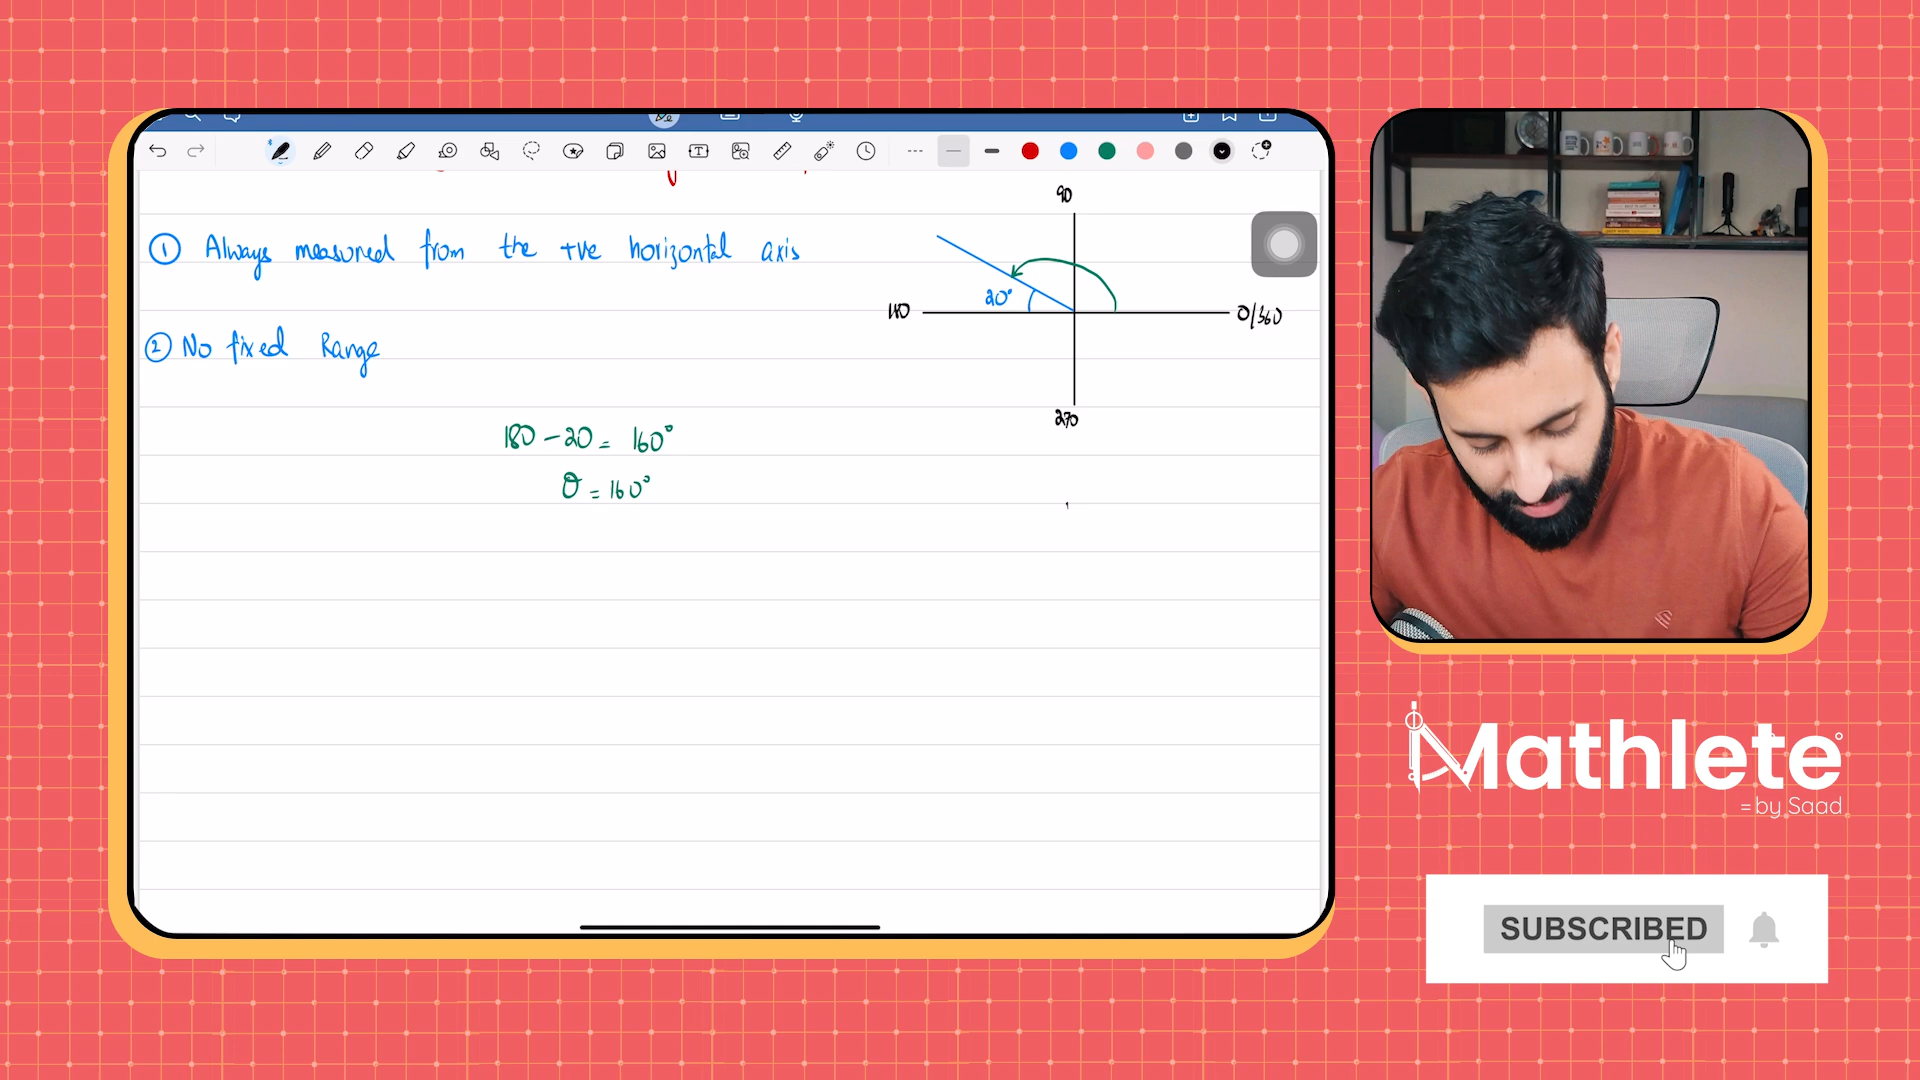 90
① Always measured from the +ve horizontal axis
20°
180
0/360
② No fixed Range
270
180 - 20 = 160°
θ = 160°
Mathlete
= by Saad
SUBSCRIBED